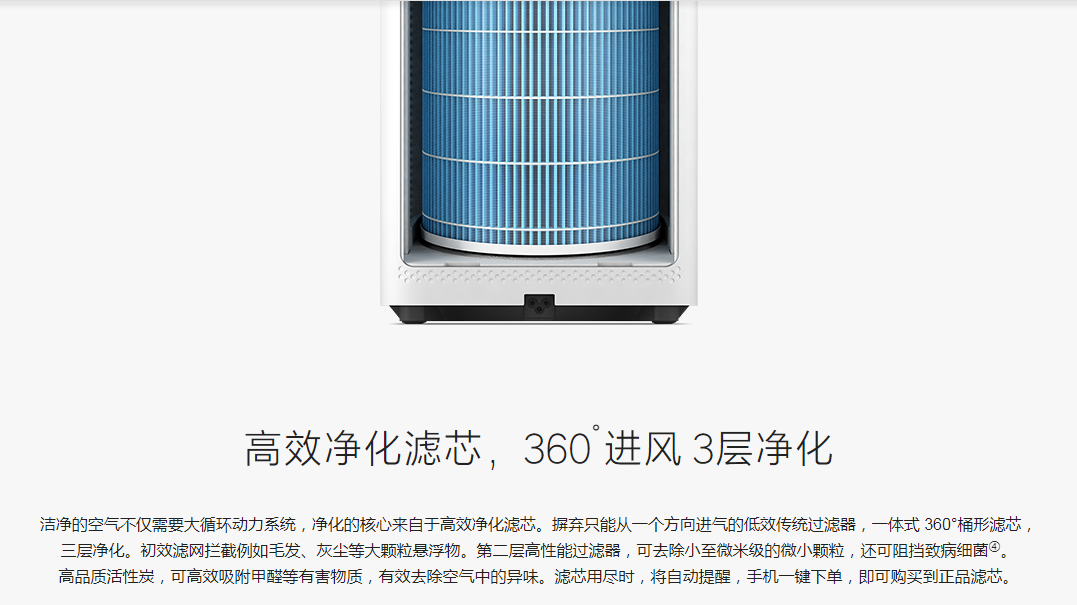 高效净化滤芯，360°进风 3层净化
洁净的空气不仅需要大循环动力系统，净化的核心来自于高效净化滤芯。摒弃只能从一个方向进气的低效传统过滤器，一体式 360°桶形滤芯，
三层净化。初效滤网拦截例如毛发、灰尘等大颗粒悬浮物。第二层高性能过滤器，可去除小至微米级的微小颗粒，还可阻挡致病细菌④。
高品质活性炭，可高效吸附甲醛等有害物质，有效去除空气中的异味。滤芯用尽时，将自动提醒，手机一键下单，即可购买到正品滤芯。